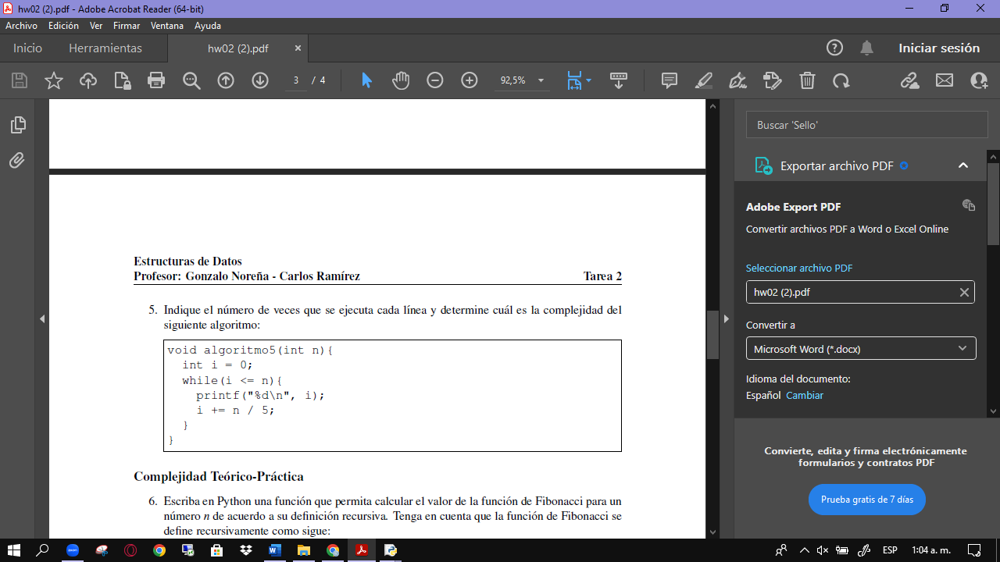 hw02 (2).pdf - Adobe Acrobat Reader (64-bit)
Archivo Edición Ver Firmar Ventana Ayuda
Inicio Herramientas hw02 (2).pdf × Iniciar sesión
3 / 4 92,5%
Buscar 'Sello'
Exportar archivo PDF
Adobe Export PDF
Convertir archivos PDF a Word o Excel Online
Seleccionar archivo PDF
hw02 (2).pdf
Convertir a
Microsoft Word (*.docx)
Idioma del documento:
Español Cambiar
Convierte, edita y firma electrónicamente
formularios y contratos PDF
Prueba gratis de 7 días
Estructuras de Datos
Profesor: Gonzalo Noreña - Carlos Ramírez Tarea 2
5. Indique el número de veces que se ejecuta cada línea y determine cuál es la complejidad del
siguiente algoritmo:
void algoritmo5(int n){
int i = 0;
while(i <= n){
printf("%d\n", i);
i += n / 5;
}
}
Complejidad Teórico-Práctica
6. Escriba en Python una función que permita calcular el valor de la función de Fibonacci para un
número n de acuerdo a su definición recursiva. Tenga en cuenta que la función de Fibonacci se
define recursivamente como sigue:
ESP 1:04 a. m.